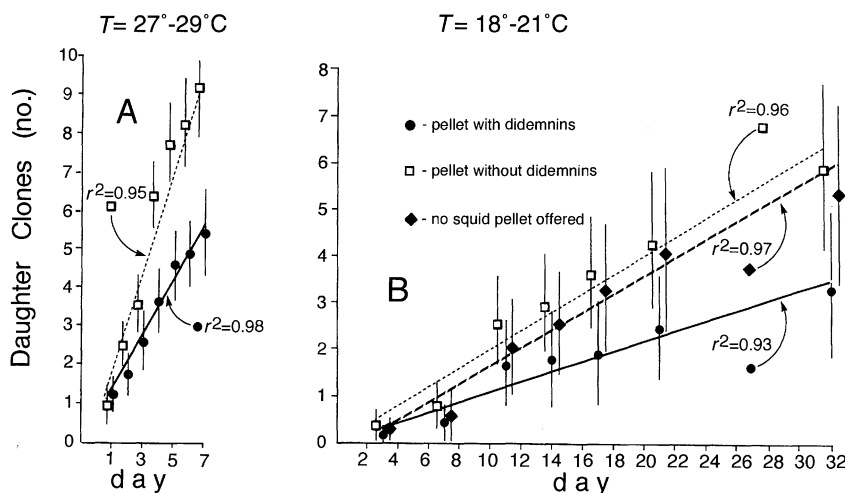 T= 27°-29°C
T= 18°-21°C
Daughter Clones (no.)
10
9
8
7
6
5
4
3
2
1
0
A
r²=0.95
r²=0.98
1 3 5 7
day
8
7
6
5
4
3
2
1
0
B
- pellet with didemnins
- pellet without didemnins
- no squid pellet offered
r²=0.96
r²=0.97
r²=0.93
2 4 6 8 10 12 14 16 18 20 22 24 26 28 30 32
day